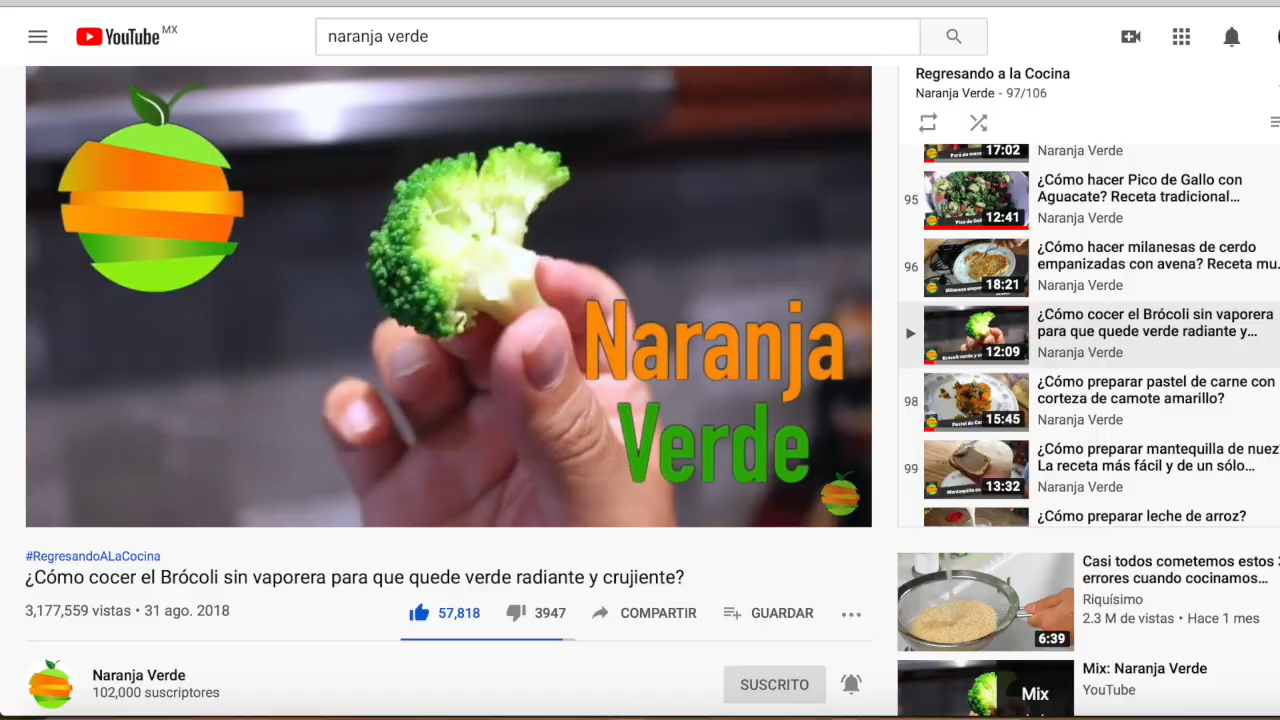 YouTube MX
naranja verde
Naranja
Verde
#RegresandoALaCocina
¿Cómo cocer el Brócoli sin vaporera para que quede verde radiante y crujiente?
3,177,559 vistas • 31 ago. 2018
57,818
3947
COMPARTIR
GUARDAR
Naranja Verde
102,000 suscriptores
SUSCRITO
Regresando a la Cocina
Naranja Verde - 97/106
17:02
Naranja Verde
95
12:41
¿Cómo hacer Pico de Gallo con
Aguacate? Receta tradicional...
Naranja Verde
96
18:21
¿Cómo hacer milanesas de cerdo
empanizadas con avena? Receta mu
Naranja Verde
12:09
¿Cómo cocer el Brócoli sin vaporera
para que quede verde radiante y...
Naranja Verde
98
15:45
¿Cómo preparar pastel de carne con
corteza de camote amarillo?
Naranja Verde
99
13:32
¿Cómo preparar mantequilla de nuez
La receta más fácil y de un sólo...
Naranja Verde
¿Cómo preparar leche de arroz?
6:39
Casi todos cometemos estos 3
errores cuando cocinamos...
Riquísimo
2.3 M de vistas • Hace 1 mes
Mix
Mix: Naranja Verde
YouTube